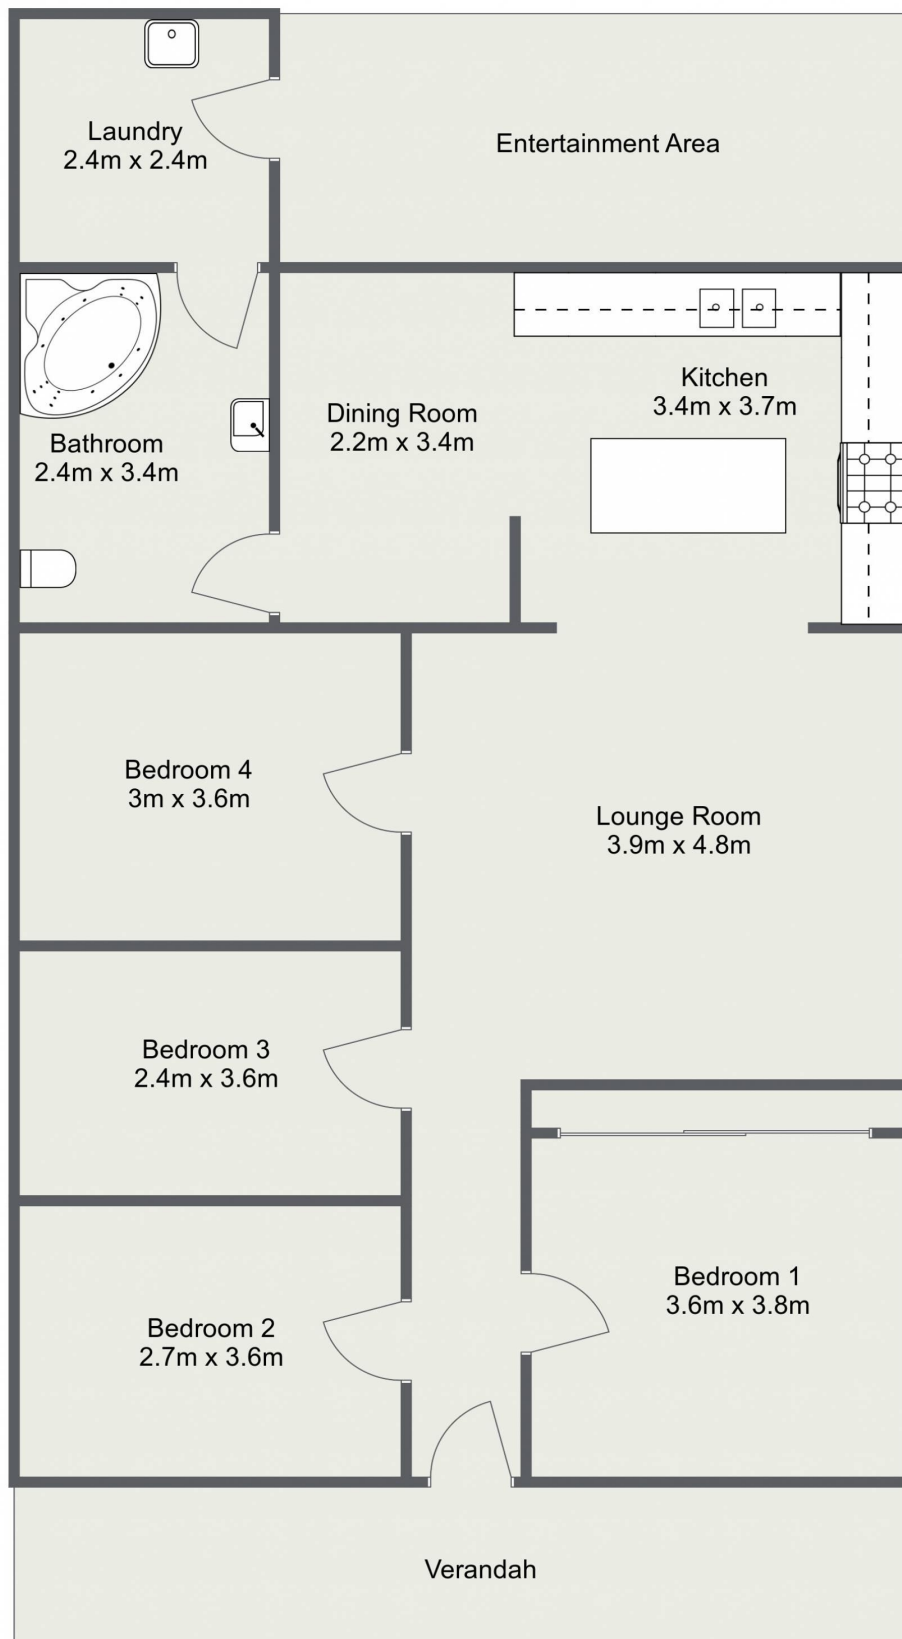 Laundry
2.4m x 2.4m
Entertainment Area
Kitchen
3.4m x 3.7m
Dining Room
2.2m x 3.4m
Bathroom
2.4m x 3.4m
Bedroom 4
3m x 3.6m
Lounge Room
3.9m x 4.8m
Bedroom 3
2.4m x 3.6m
Bedroom 1
3.6m x 3.8m
Bedroom 2
2.7m x 3.6m
Verandah